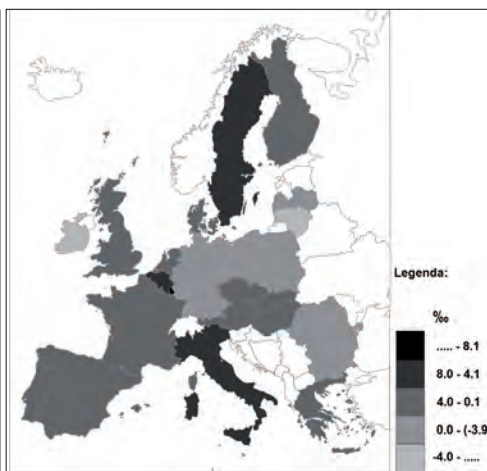 Legenda:
‰
..... - 8.1
8.0 - 4.1
4.0 - 0.1
0.0 - (-3.9
-4.0 - .....